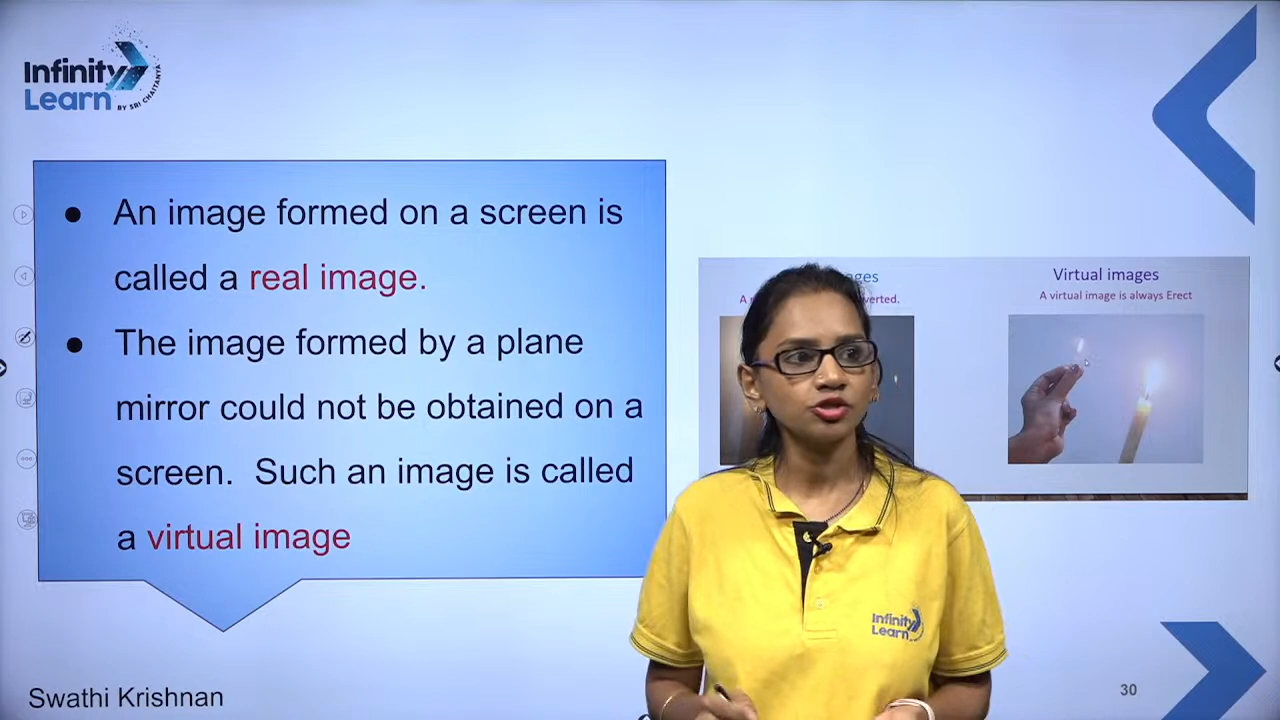 Infinity
Learn
BY SRI CHAITANYA
● An image formed on a screen is
called a real image.
● The image formed by a plane
mirror could not be obtained on a
screen. Such an image is called
a virtual image
ages
Virtual images
A
verted.
A virtual image is always Erect
Infinity
Learn
Swathi Krishnan
30